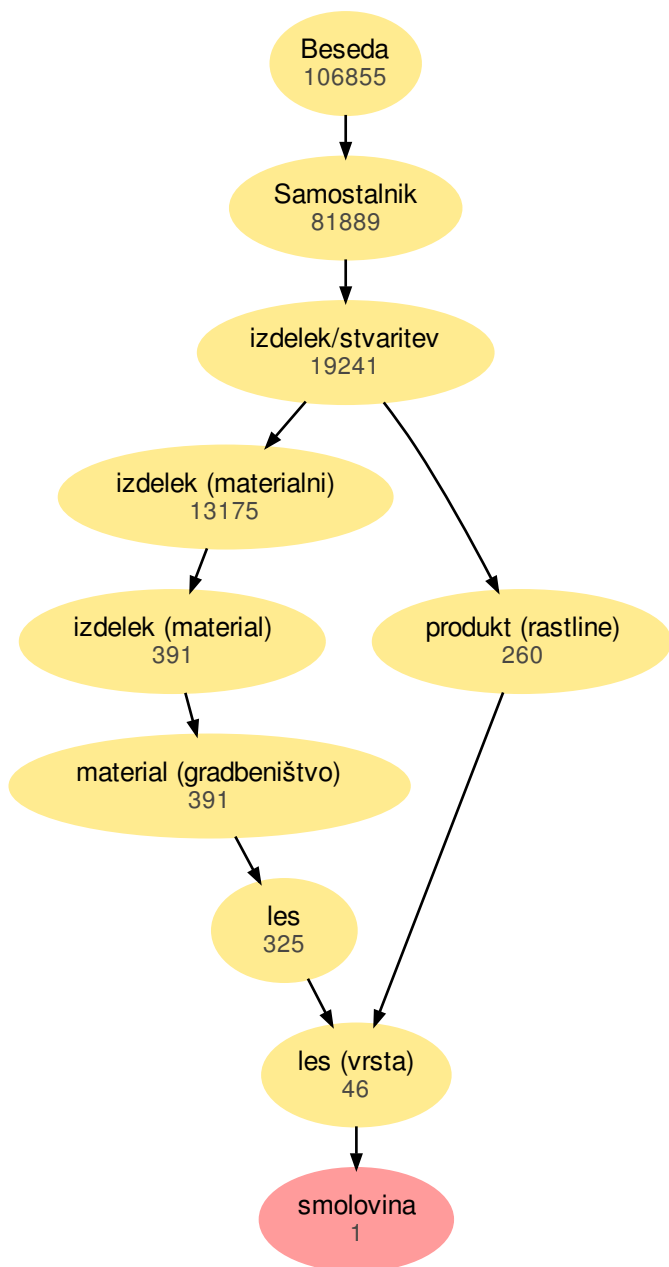 Beseda
106855
Samostalnik
81889
izdelek/stvaritev
19241
izdelek (materialni)
13175
izdelek (material)
391
produkt (rastline)
260
material (gradbeništvo)
391
les
325
les (vrsta)
46
smolovina
1